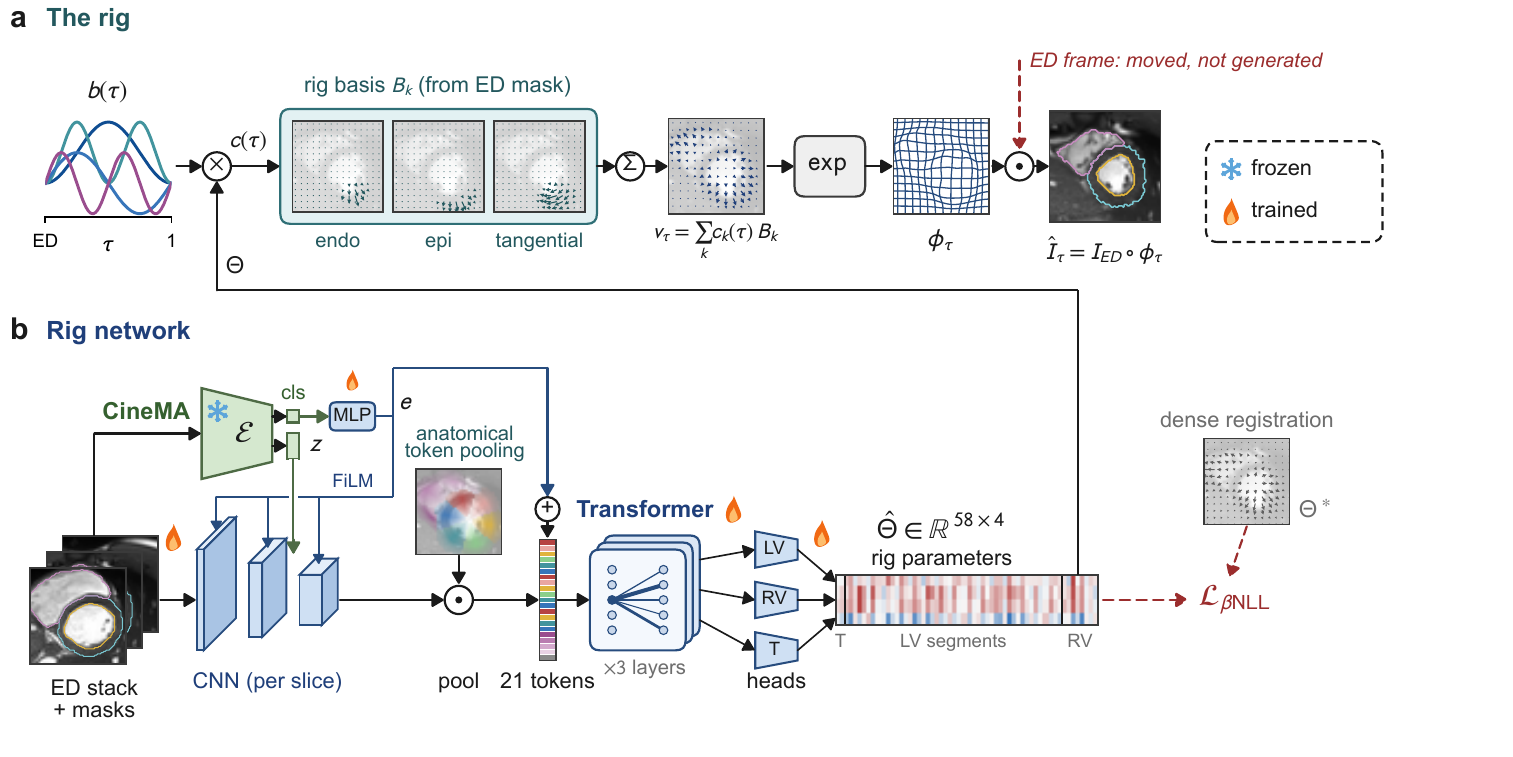 a The rig
ED frame: moved, not generated
b(τ)
rig basis B_k (from ED mask)
c(τ)
×
Σ
exp
frozen
trained
ED τ 1
endo epi tangential
v_τ = ∑_k c_k(τ) B_k
ϕ_τ
Î_τ = I_ED ∘ ϕ_τ
Θ
b Rig network
CineMA
ℰ
cls
MLP
e
z
FiLM
anatomical
token pooling
dense registration
Θ*
+
Transformer
LV
RV
T
Θ̂ ∈ ℝ^{58×4}
rig parameters
ℒ_{βNLL}
T LV segments RV
×3 layers
ED stack
+ masks
CNN (per slice)
pool
21 tokens
heads